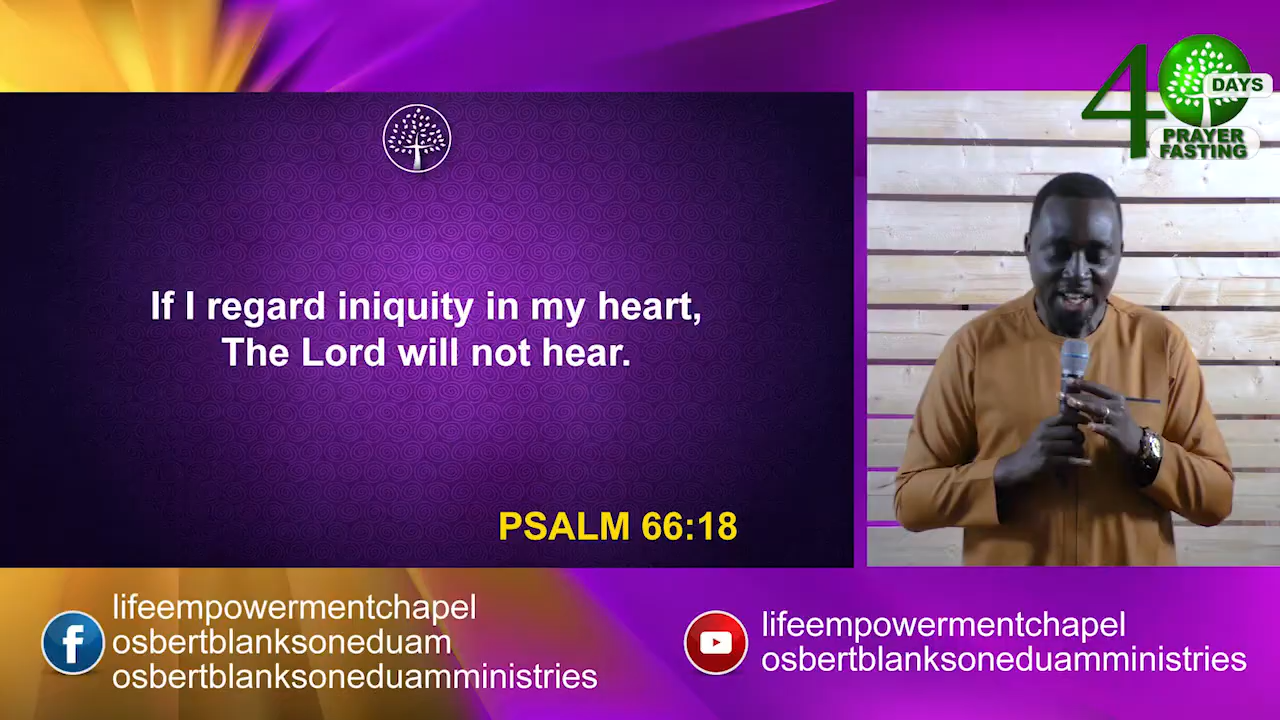 40
DAYS
PRAYER
FASTING
If I regard iniquity in my heart,
The Lord will not hear.
PSALM 66:18
lifeempowermentchapel
osbertblanksoneduam
osbertblanksoneduamministries
lifeempowermentchapel
osbertblanksoneduamministries